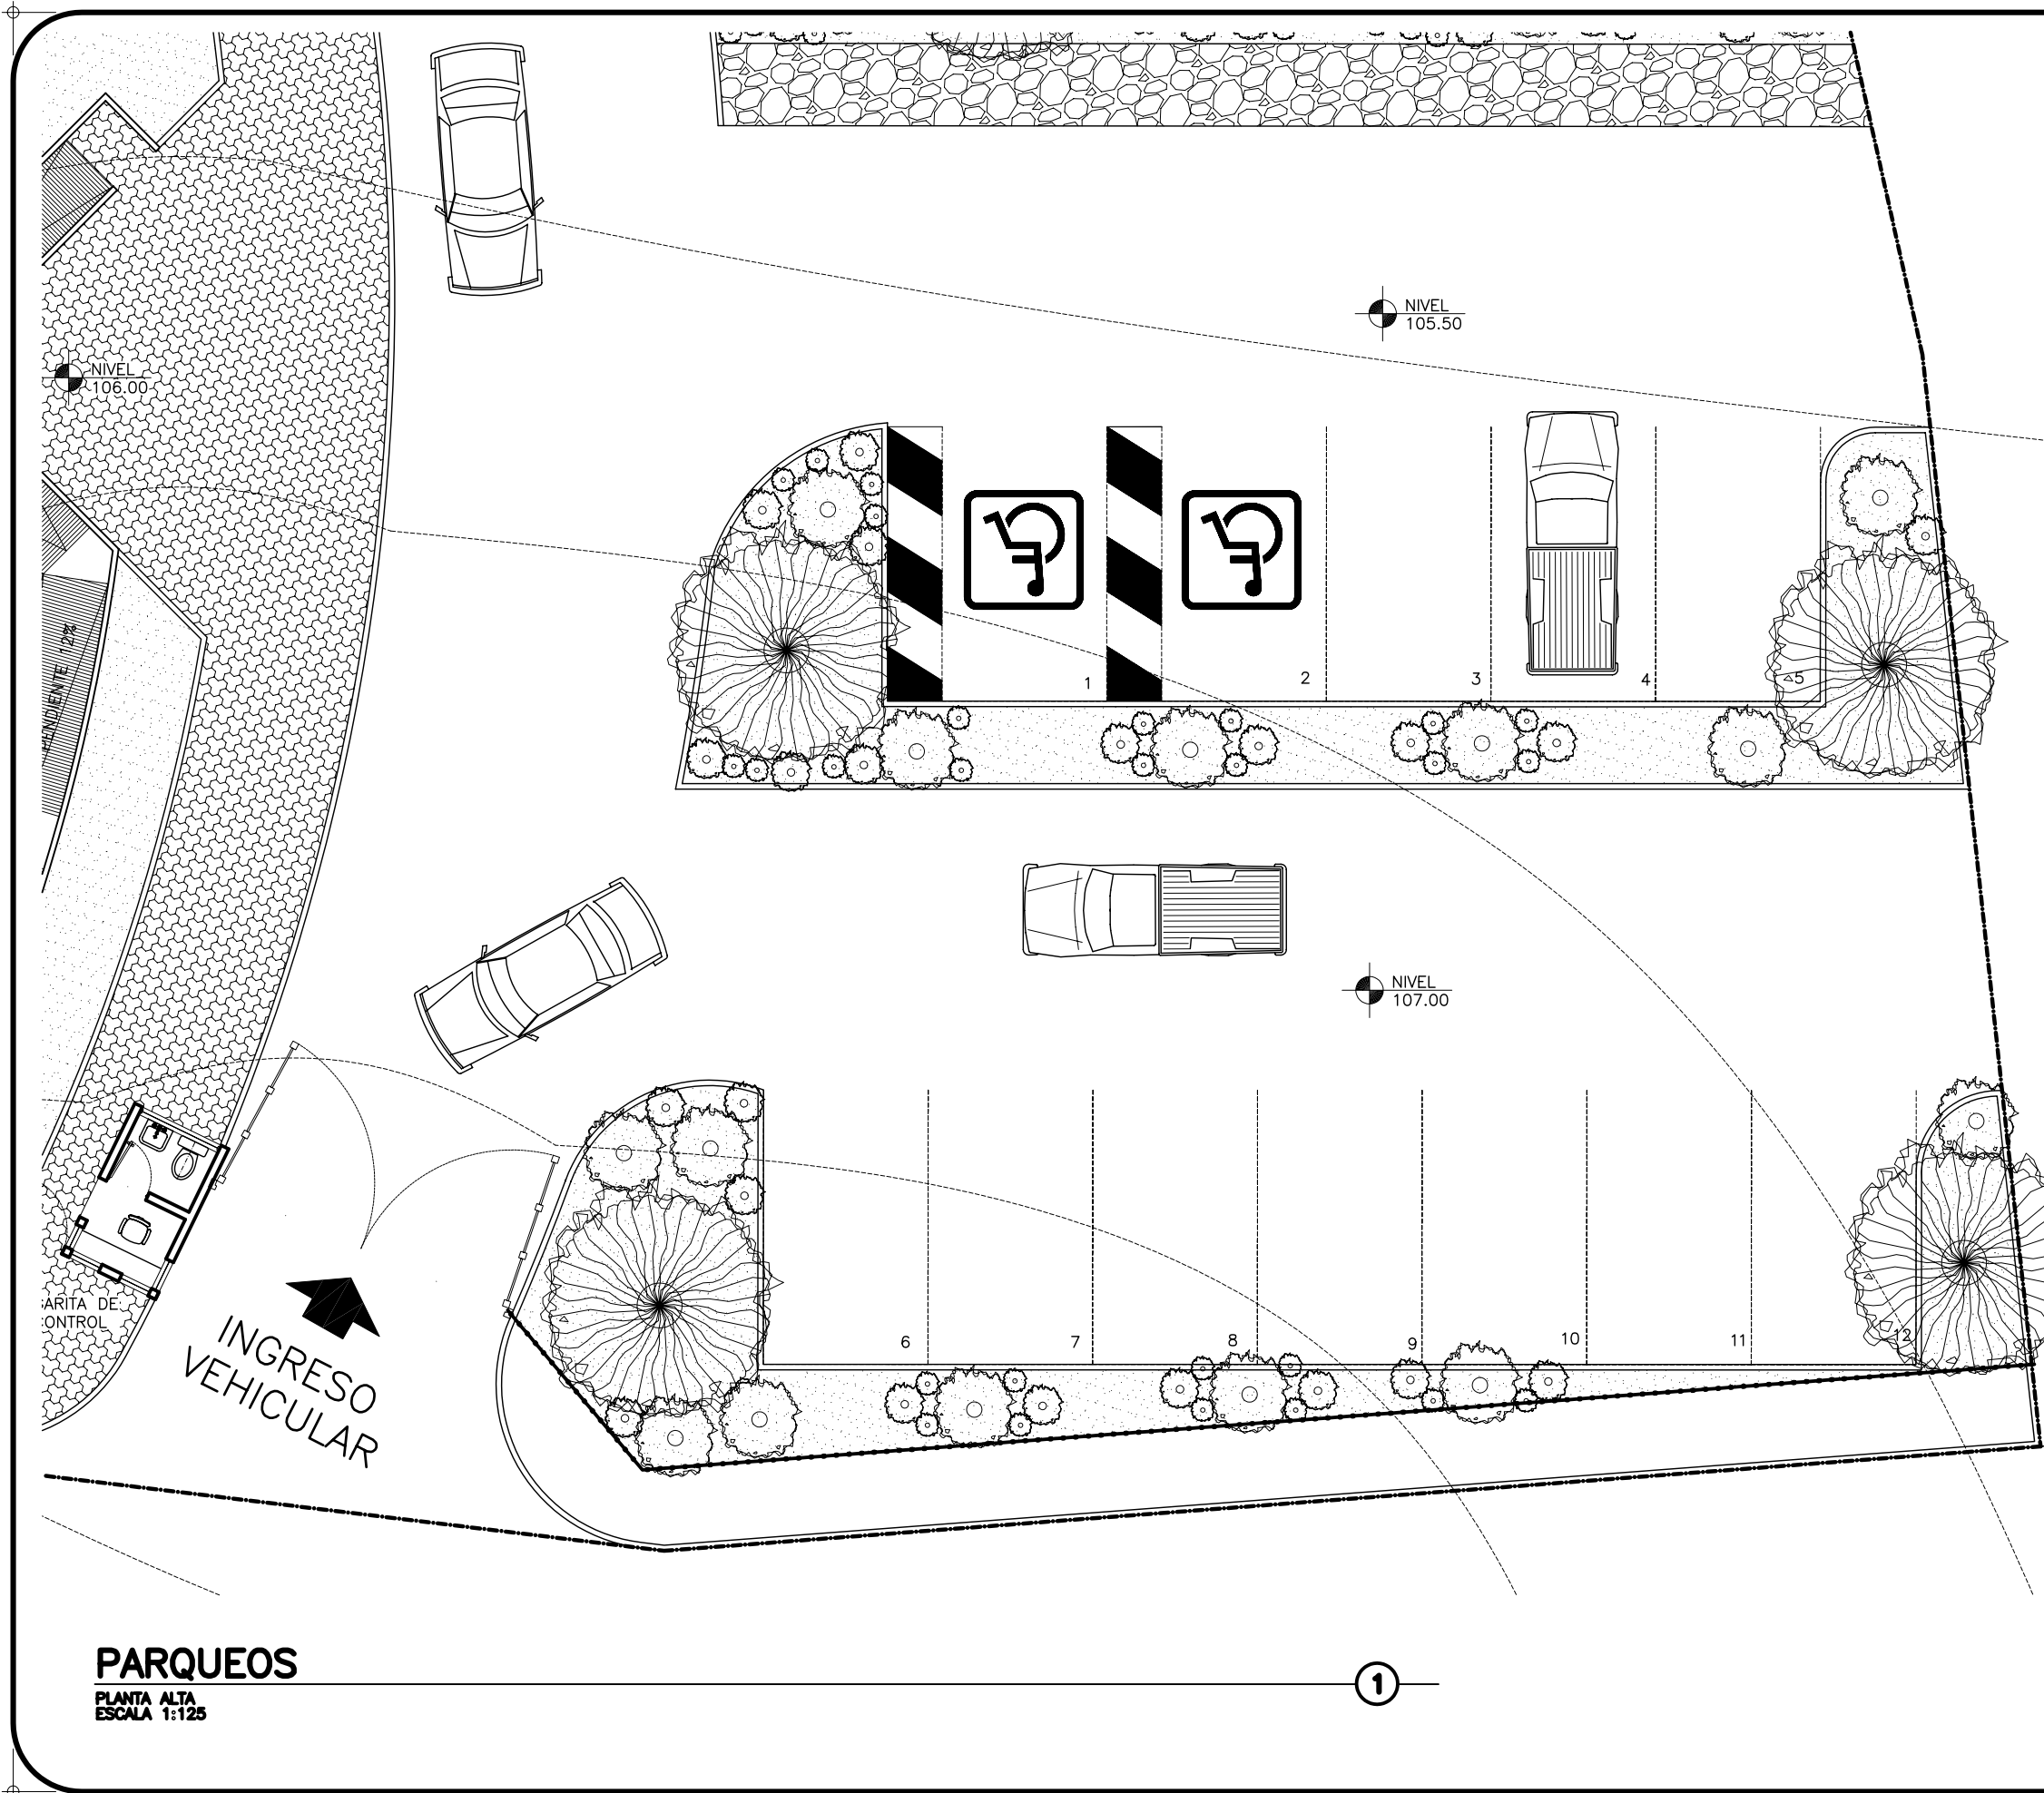 NIVEL
105.50
NIVEL
106.00
PENDIENTE 12%
1
2
3
4
5
NIVEL
107.00
ARITA DE
CONTROL
INGRESO
VEHICULAR
6
7
8
9
10
11
12
PARQUEOS
PLANTA ALTA
ESCALA 1:125
1